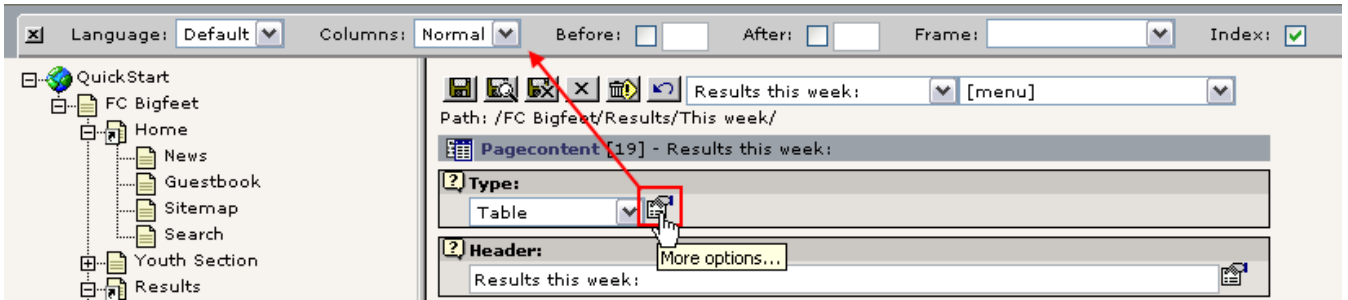 Language: Default Columns: Normal Before: After: Frame: Index:
QuickStart
FC Bigfeet
Home
News
Guestbook
Sitemap
Search
Youth Section
Results
Results this week: [menu]
Path: /FC Bigfeet/Results/This week/
Pagecontent [19] - Results this week:
Type:
Table
More options...
Header:
Results this week: